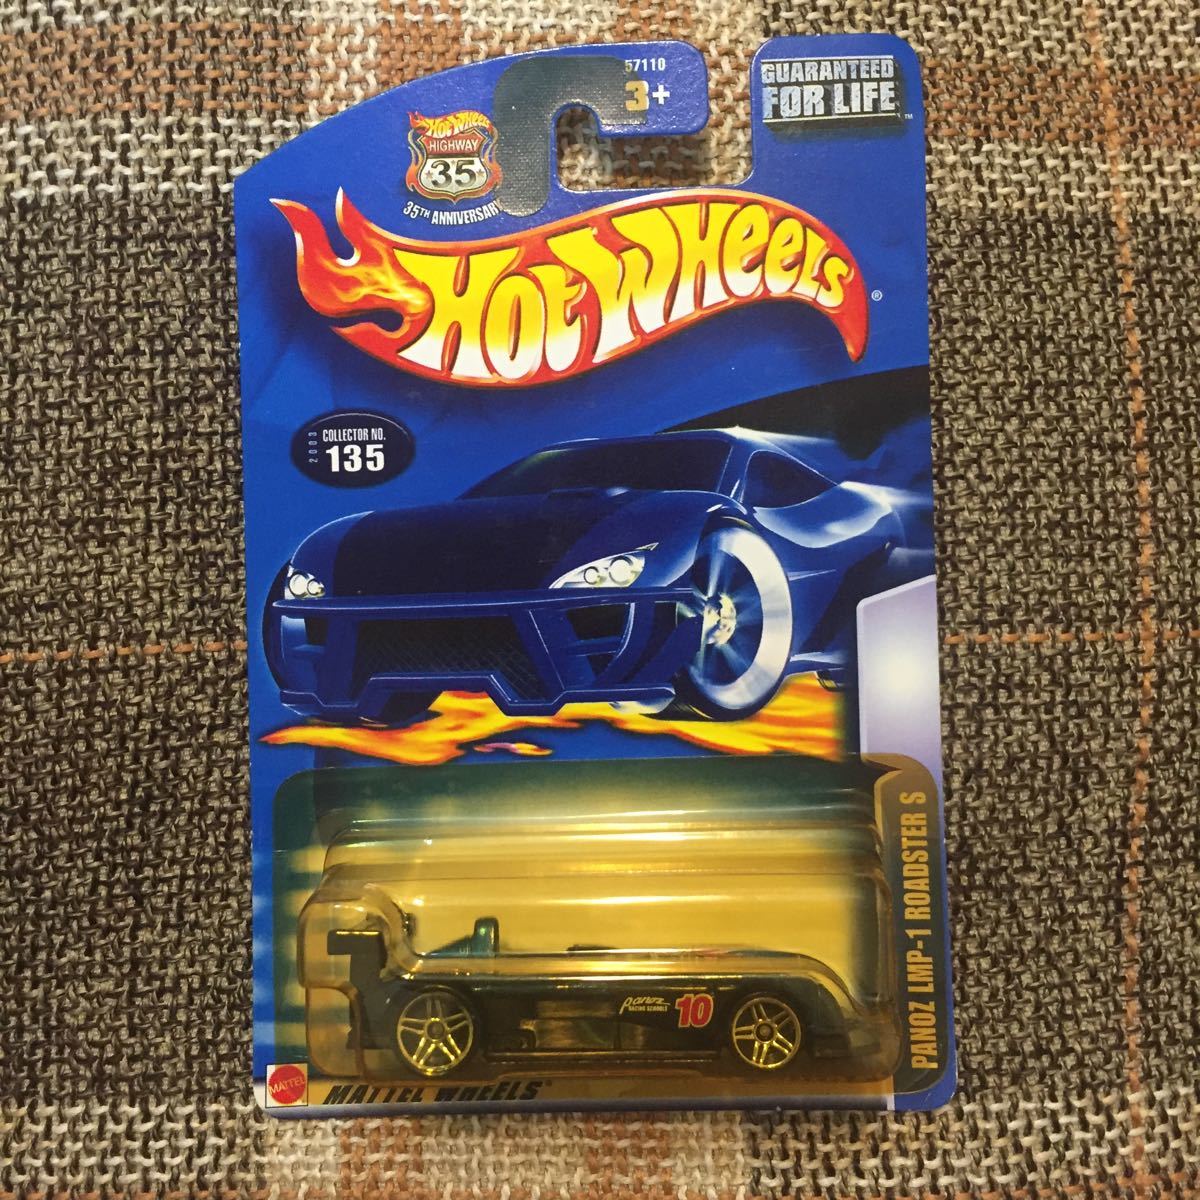 57110
3+
GUARANTEED
FOR LIFE
™
HOT WHEELS
HIGHWAY
35
35TH ANNIVERSARY
HOT WHEELS®
2003
COLLECTOR NO.
135
PANOZ LMP-1 ROADSTER S
Panoz
RACING SCHOOLS
10
MATTEL
MATTEL WHEELS®